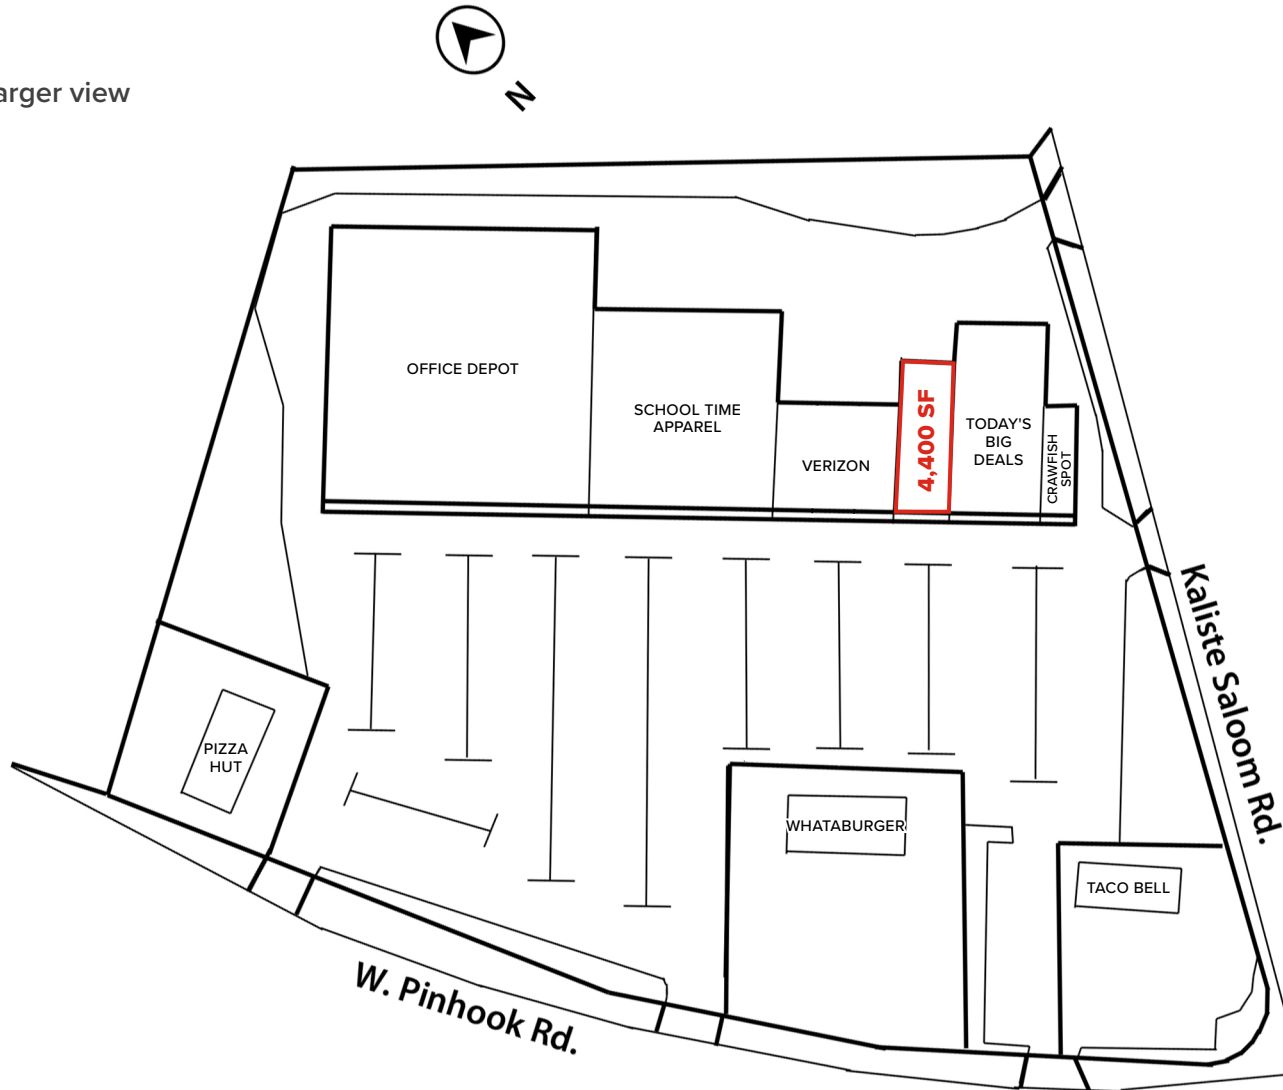 N
arger view
OFFICE DEPOT
SCHOOL TIME
APPAREL
VERIZON
4,400 SF
TODAY'S
BIG
DEALS
CRAWFISH
SPOT
Kaliste Saloom Rd.
PIZZA
HUT
WHATABURGER
TACO BELL
W. Pinhook Rd.